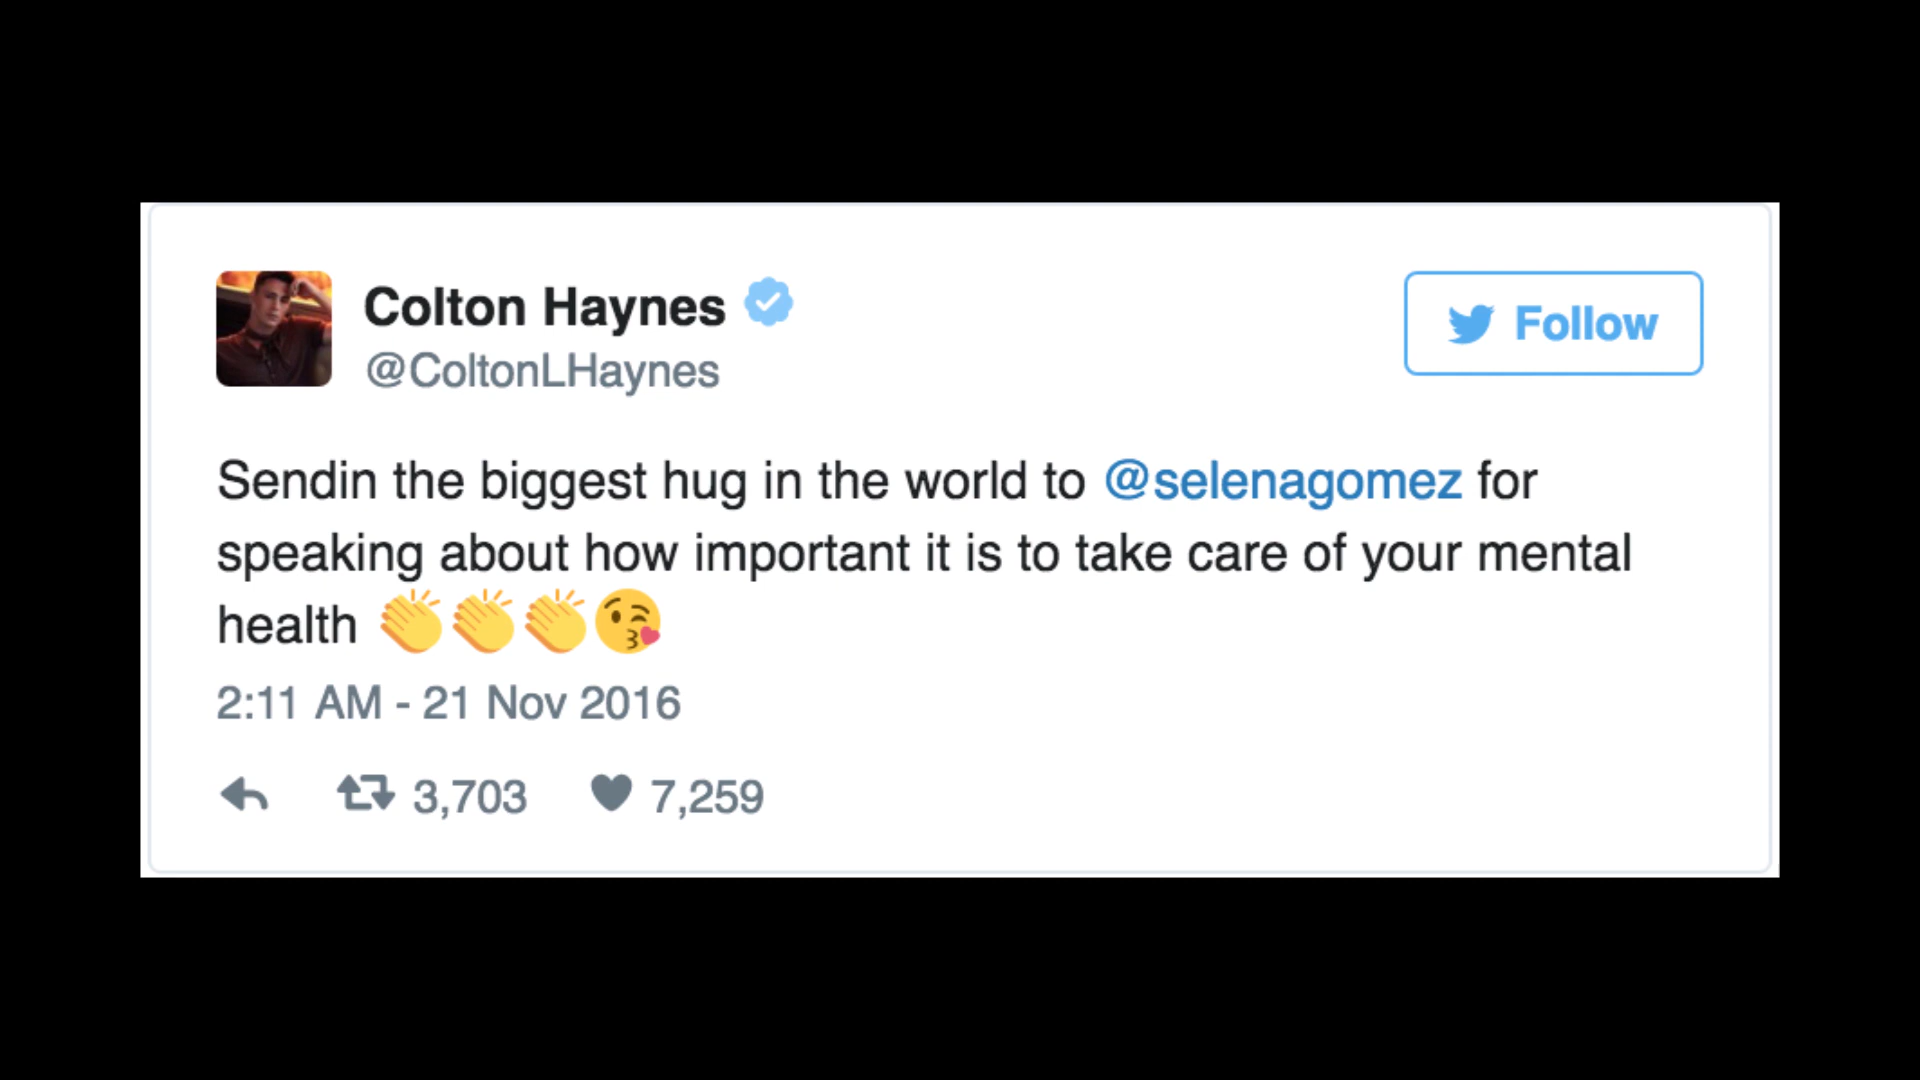 Colton Haynes
@ColtonLHaynes
Follow
Sendin the biggest hug in the world to @selenagomez for
speaking about how important it is to take care of your mental
health 👏👏👏😘
2:11 AM - 21 Nov 2016
3,703 7,259